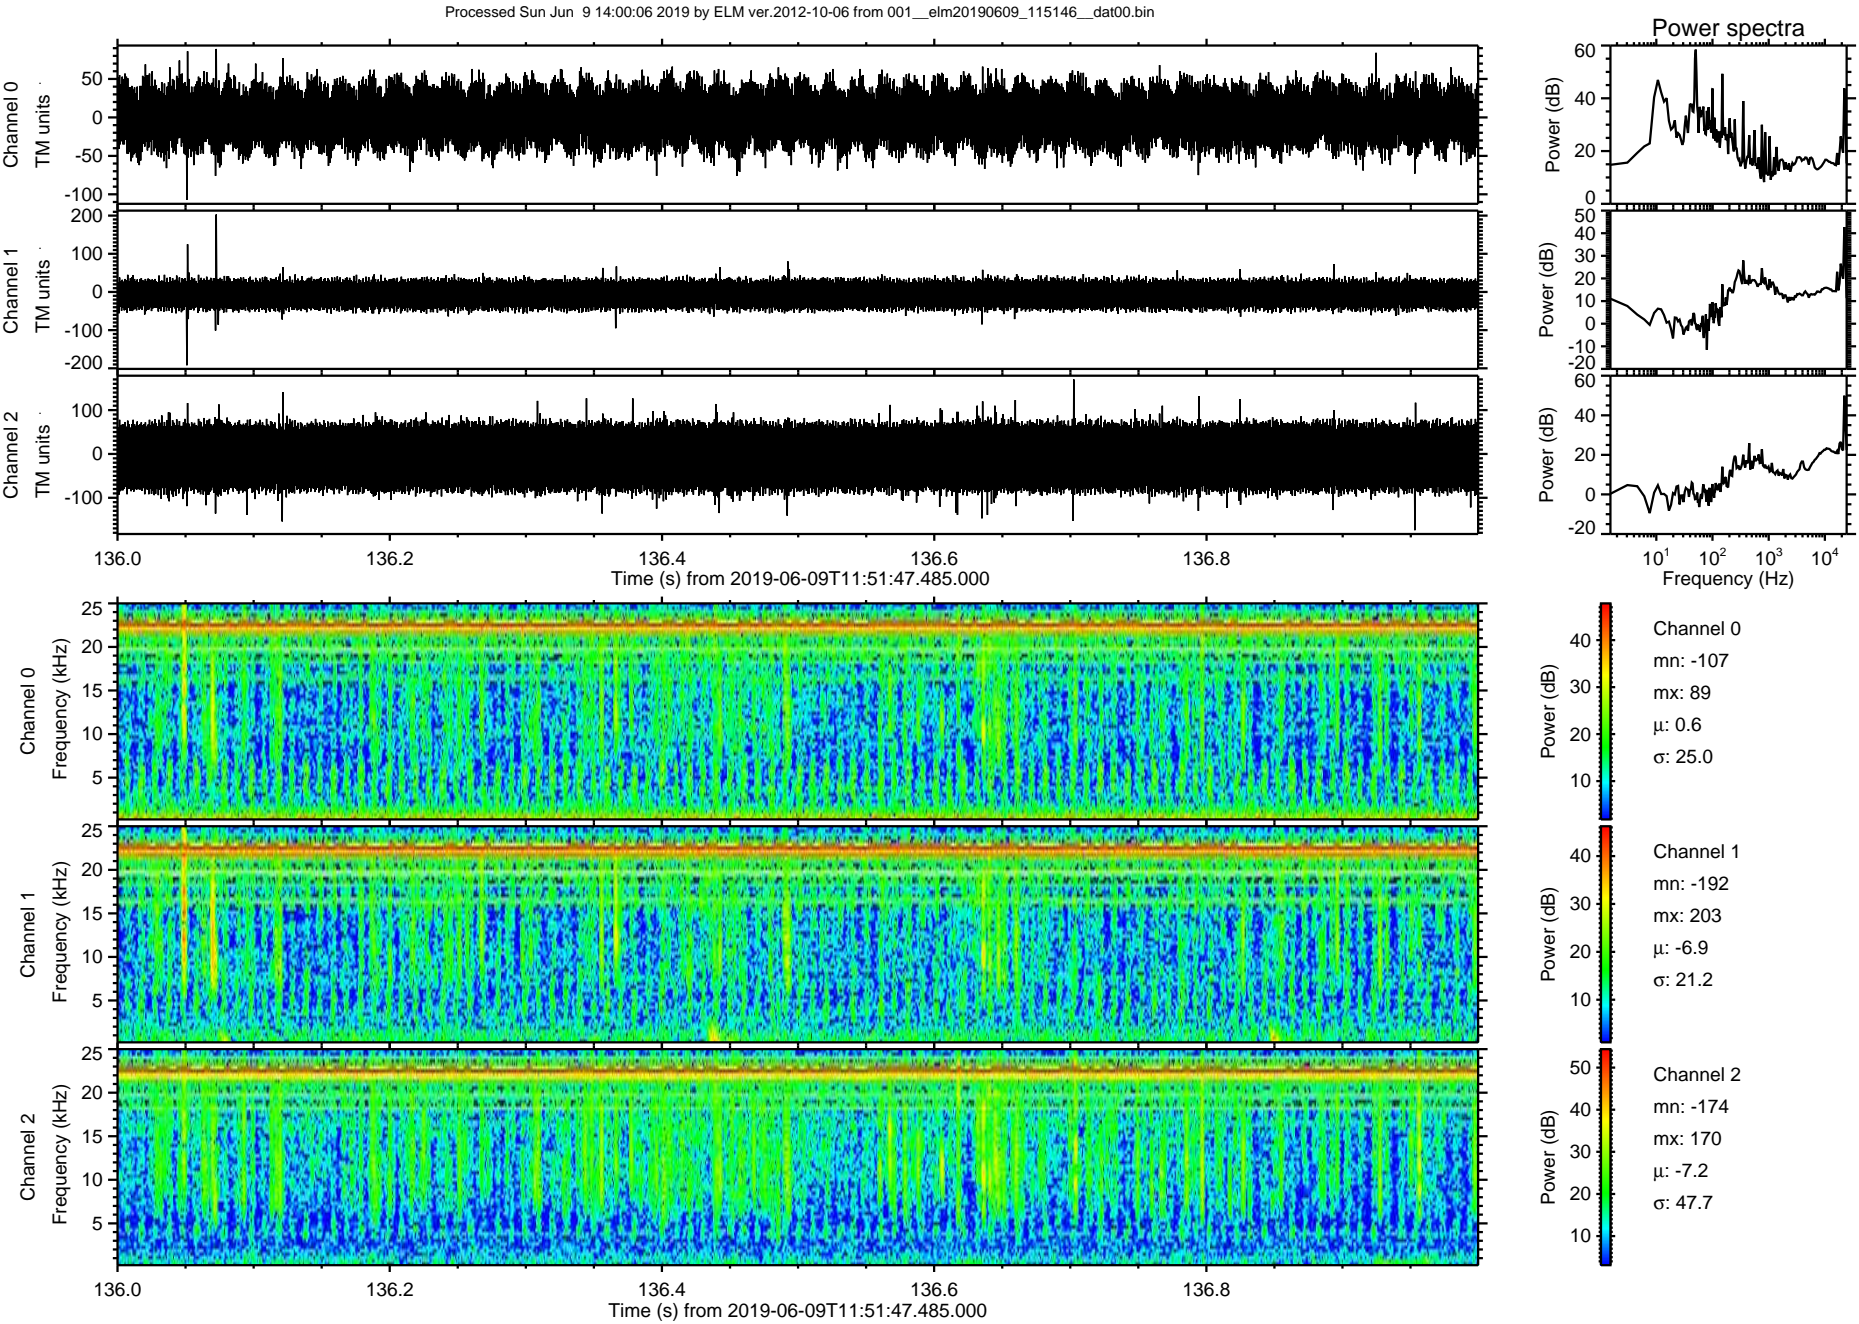 Processed Sun Jun  9 14:00:06 2019 by ELM ver.2012-10-06 from 001__elm20190609_115146__dat00.bin
Power spectra
Channel 0
TM units
50
0
-50
-100
Power (dB)
60
40
20
0
Channel 1
TM units
200
100
0
-100
-200
Power (dB)
50
40
30
20
10
0
-10
-20
Channel 2
TM units
100
0
-100
Power (dB)
60
40
20
0
-20
136.0 136.2 136.4 136.6 136.8
Time (s) from 2019-06-09T11:51:47.485.000
10^1 10^2 10^3 10^4
Frequency (Hz)
Channel 0
Frequency (kHz)
25
20
15
10
5
Power (dB)
40
30
20
10
Channel 0
mn: -107
mx: 89
μ: 0.6
σ: 25.0
Channel 1
Frequency (kHz)
25
20
15
10
5
Power (dB)
40
30
20
10
Channel 1
mn: -192
mx: 203
μ: -6.9
σ: 21.2
Channel 2
Frequency (kHz)
25
20
15
10
5
Power (dB)
50
40
30
20
10
Channel 2
mn: -174
mx: 170
μ: -7.2
σ: 47.7
136.0 136.2 136.4 136.6 136.8
Time (s) from 2019-06-09T11:51:47.485.000